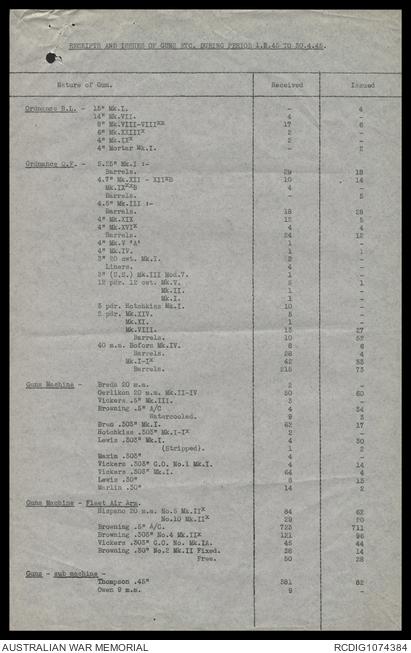 RECEIPTS AND ISSUES OF GUNS ETC. DURING PERIOD 1.2.45 TO 30.4.45.
Nature of Gun. Received Issued
Ordnance B.L. - 15" Mk.I. - 4
14" Mk.VII. 4 -
8" Mk.VIII-VIIIXX 17 6
6" Mk.XXIIIX 2 -
4" Mk.IIX 2 -
4" Mortar Mk.I. - 2
Ordnance Q.F. - 5.25" Mk.I :-
Barrels. 29 18
4.7" Mk.XII - XIIXB 10 14
Mk.IXXXB 4 -
Barrels. - 5
4.5" Mk.III :-
Barrels. 18 28
4" Mk.XIX 12 5
4" Mk.XVIX 4 4
Barrels. 24 12
4" Mk.V 'A' 1 -
4" Mk.IV. 1 1
3" 20 cwt. Mk.I. 2 -
Liners. 4 -
3" (S.S.) Mk.III Mod.7. 1 -
12 pdr. 12 cwt. Mk.V. 5 1
Mk.II. 1 -
Mk.I. 1 -
3 pdr. Hotchkiss Mk.I. 10 -
2 pdr. Mk.XIV. 5 -
Mk.XI. 1 -
Mk.VIII. 13 27
Barrels. 10 52
40 m.m. Bofors Mk.IV. 6 6
Barrels. 28 4
Mk.I-IX 42 33
Barrels. 215 73
Guns Machine - Breda 20 m.m. 2 -
Oerlikon 20 m.m. Mk.II-IV 50 60
Vickers .5" Mk.III. 3 -
Browning .5" A/C 4 34
Watercooled. 9 3
Bren .303" Mk.I. 62 17
Hotchkiss .303" Mk.I-IX 2 -
Lewis .303" Mk.I. 4 30
(Stripped). 1 2
Maxim .303" 4 -
Vickers .303" G.O. No.1 Mk.I. 4 14
Vickers .303" Mk.I. 64 4
Lewis .30" 8 13
Marlin .30" 14 2
Guns Machine - Fleet Air Arm.
Hispano 20 m.m. No.5 Mk.IIX 84 62
No.10 Mk.IIX 29 20
Browning .5" A/C. 723 711
Browning .303" No.4 Mk.IIX 121 96
Vickers .303" G.O. No. Mk.IA. 45 44
Browning .30" No.2 Mk.II Fixed. 26 14
Free. 50 28
Guns - sub machine -
Thompson .45" 381 82
Owen 9 m.m. 9 -
AUSTRALIAN WAR MEMORIAL RCDIG1074384